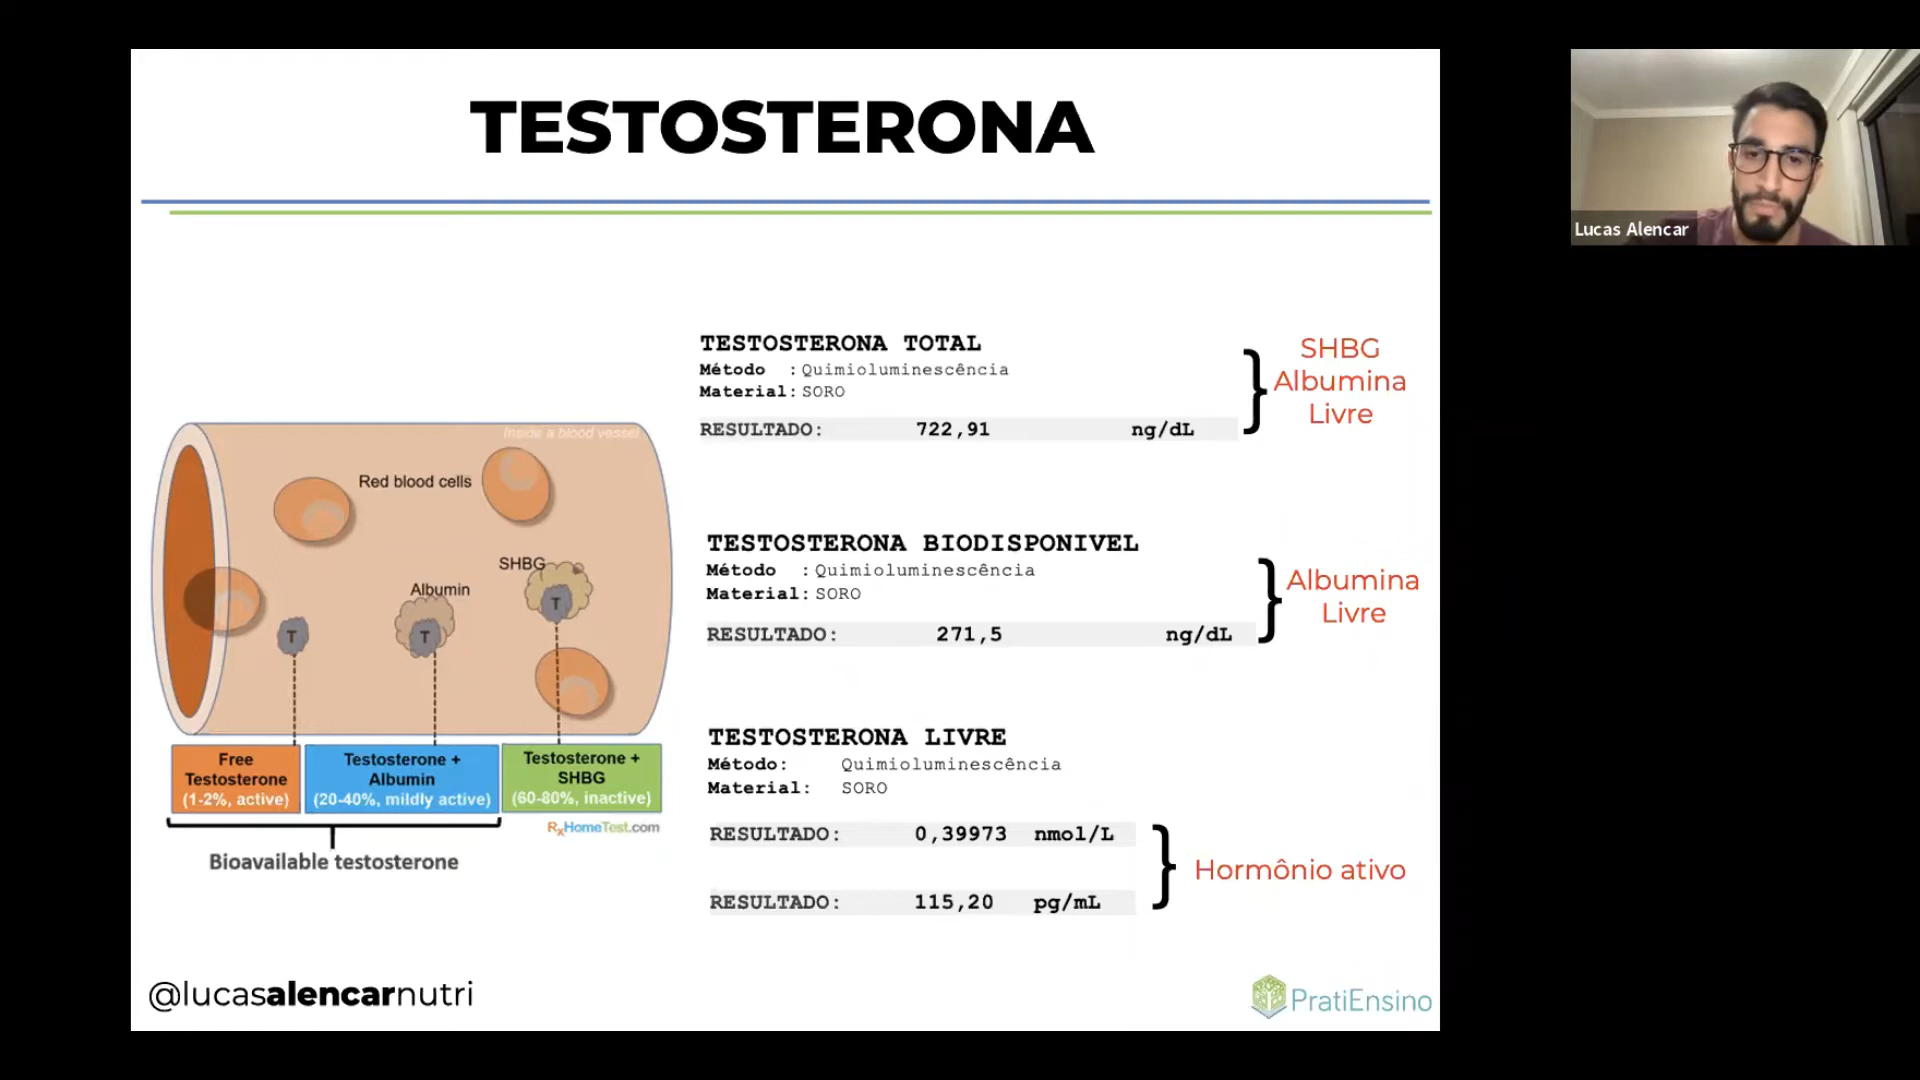 TESTOSTERONA
Lucas Alencar
TESTOSTERONA TOTAL
Método : Quimioluminescência
Material: SORO
RESULTADO: 722,91 ng/dL
SHBG
Albumina
Livre
TESTOSTERONA BIODISPONIVEL
Método : Quimioluminescência
Material: SORO
RESULTADO: 271,5 ng/dL
Albumina
Livre
TESTOSTERONA LIVRE
Método: Quimioluminescência
Material: SORO
RESULTADO: 0,39973 nmol/L
RESULTADO: 115,20 pg/mL
Hormônio ativo
Inside a blood vessel
Red blood cells
SHBG
Albumin
T
T
T
Free
Testosterone
(1-2%, active)
Testosterone +
Albumin
(20-40%, mildly active)
Testosterone +
SHBG
(60-80%, inactive)
RxHomeTest.com
Bioavailable testosterone
@lucasalencarnutri
PratiEnsino